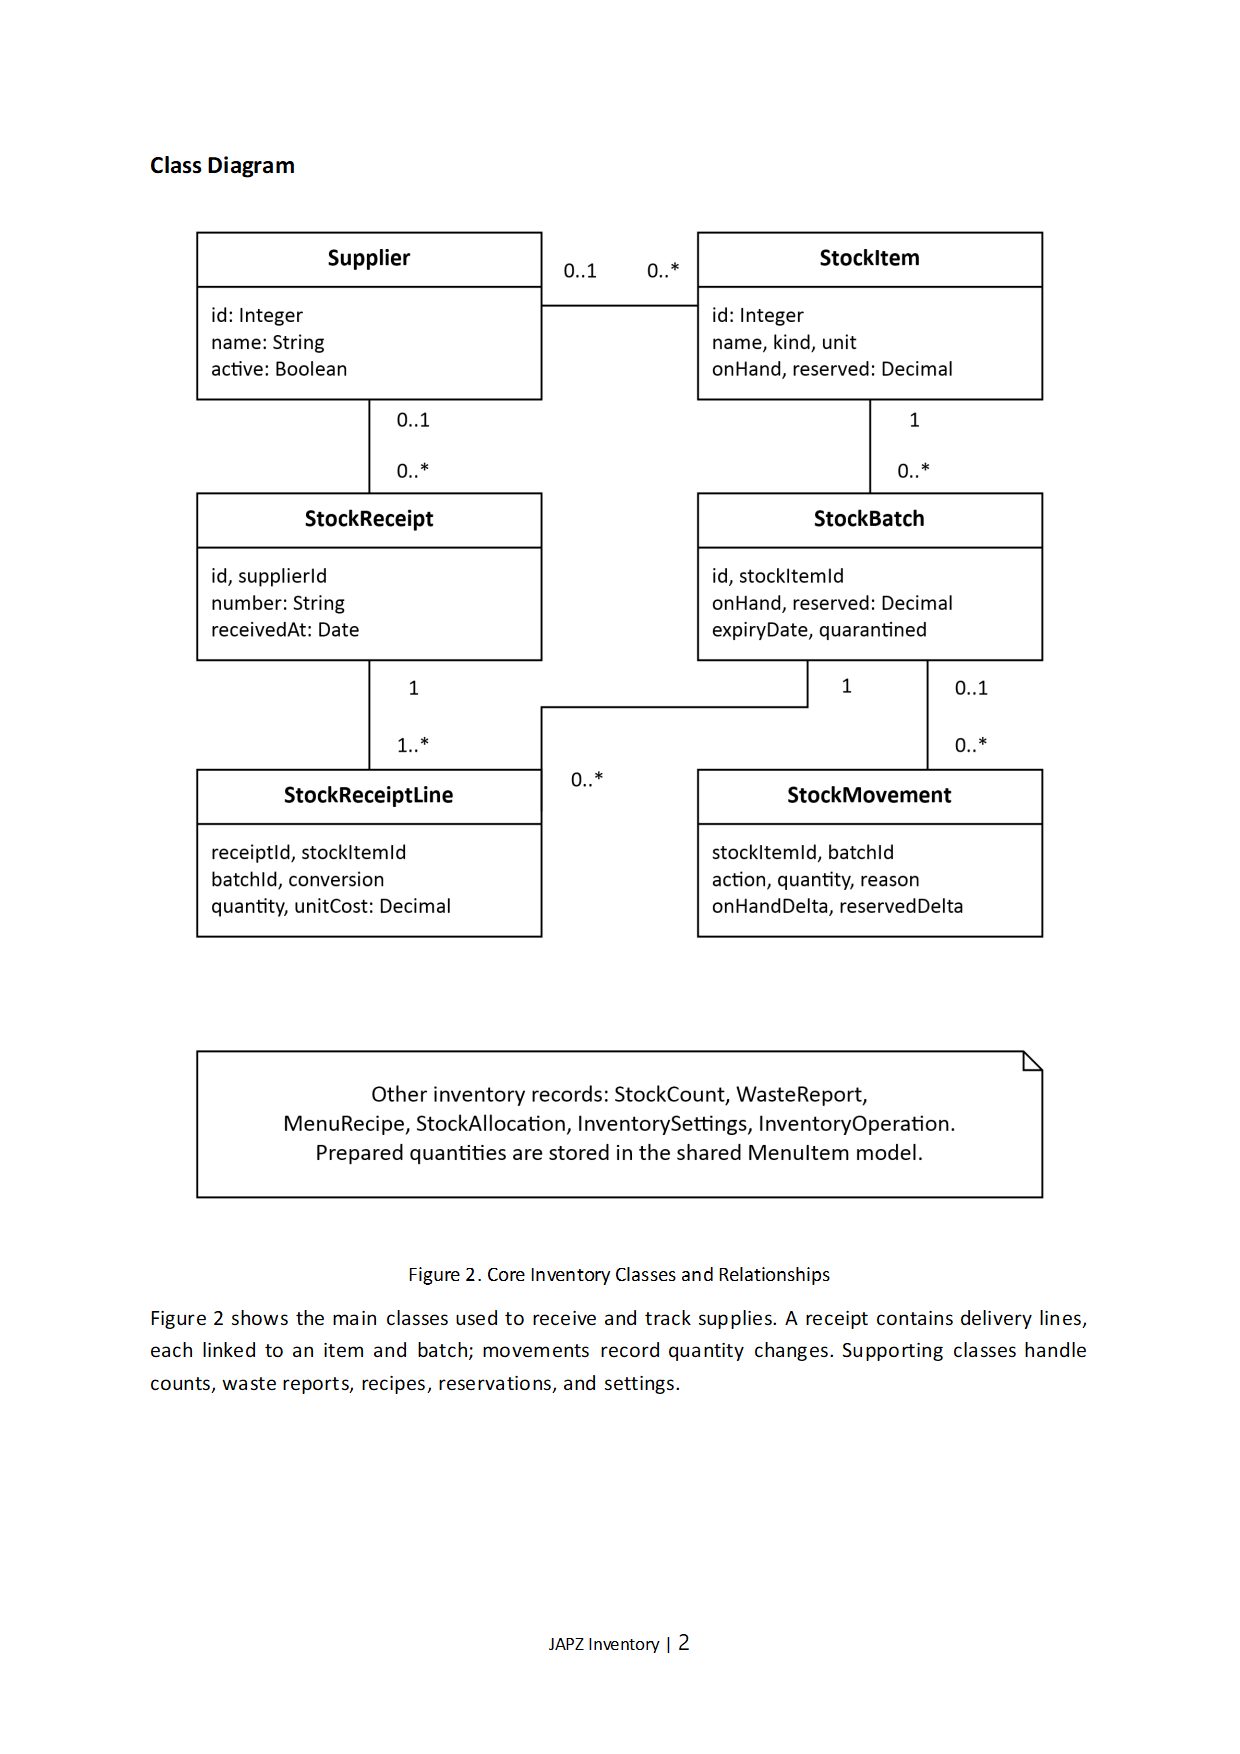 Class Diagram
Supplier
id: Integer
name: String
active: Boolean
0..1
0..*
StockItem
id: Integer
name, kind, unit
onHand, reserved: Decimal
0..1
0..*
1
0..*
StockReceipt
id, supplierId
number: String
receivedAt: Date
StockBatch
id, stockItemId
onHand, reserved: Decimal
expiryDate, quarantined
1
1..*
1
0..*
0..1
0..*
StockReceiptLine
receiptId, stockItemId
batchId, conversion
quantity, unitCost: Decimal
StockMovement
stockItemId, batchId
action, quantity, reason
onHandDelta, reservedDelta
Other inventory records: StockCount, WasteReport,
MenuRecipe, StockAllocation, InventorySettings, InventoryOperation.
Prepared quantities are stored in the shared MenuItem model.
Figure 2. Core Inventory Classes and Relationships
Figure 2 shows the main classes used to receive and track supplies. A receipt contains delivery lines,
each linked to an item and batch; movements record quantity changes. Supporting classes handle
counts, waste reports, recipes, reservations, and settings.
JAPZ Inventory | 2